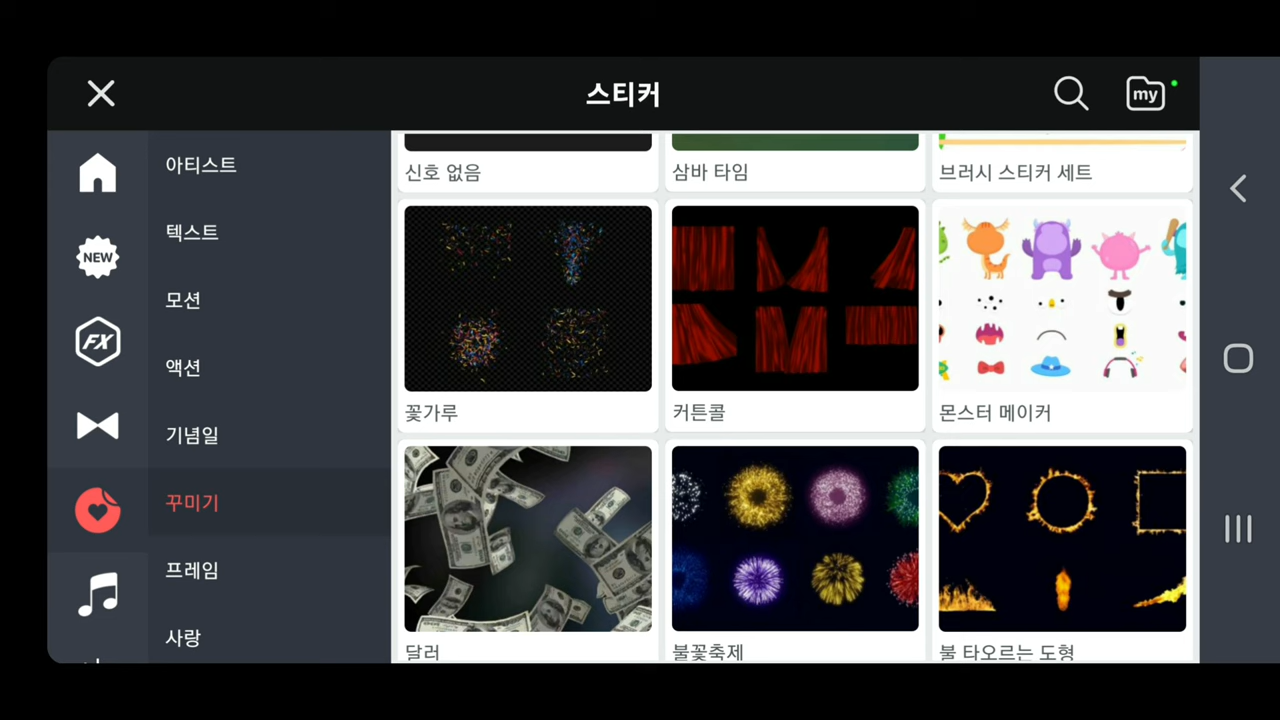 스티커
my
NEW
FX
아티스트
텍스트
모션
액션
기념일
꾸미기
프레임
사랑
신호 없음
삼바 타임
브러시 스티커 세트
꽃가루
커튼콜
몬스터 메이커
달러
불꽃축제
불 타오르는 도형